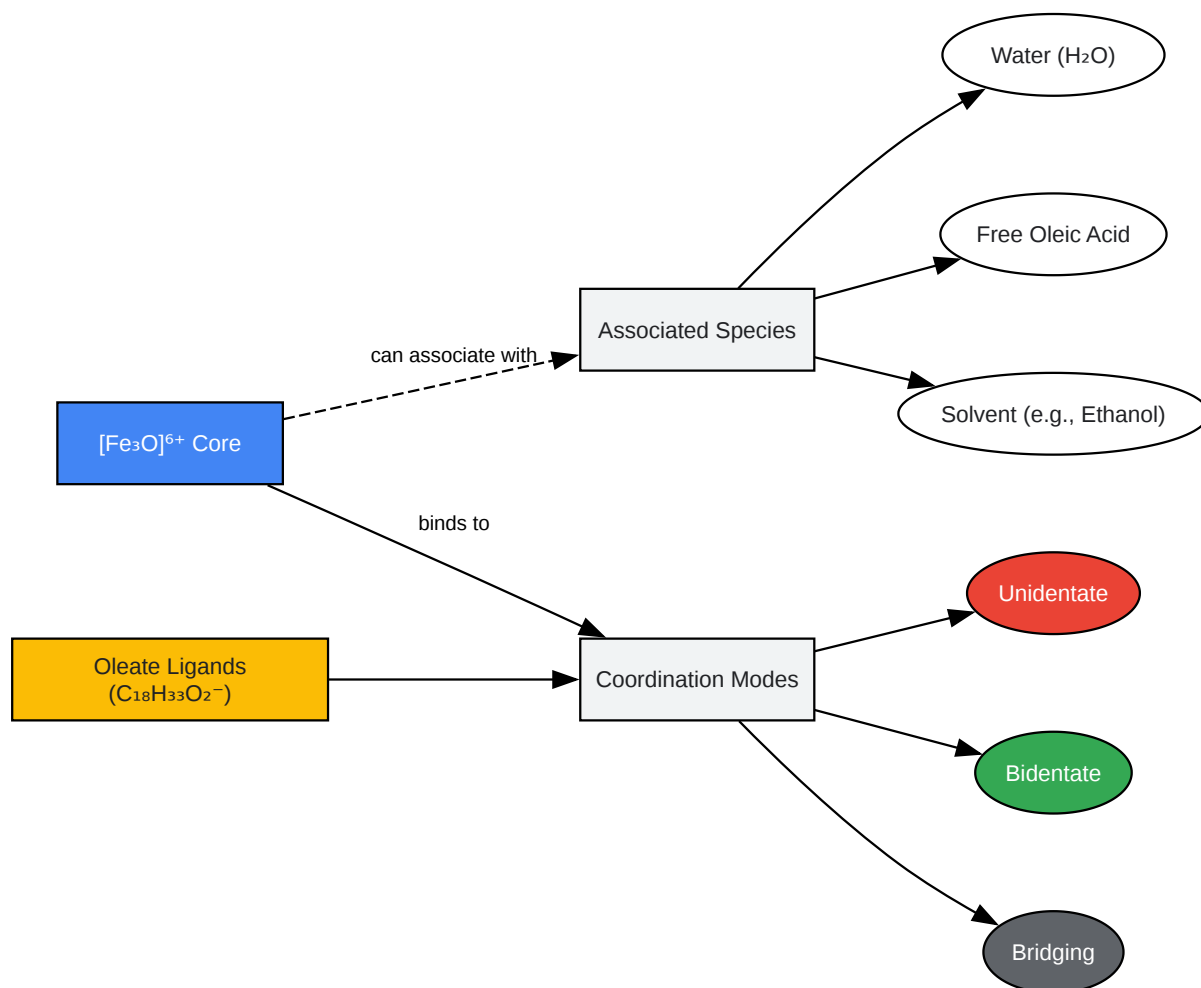 Water (H₂O)
Free Oleic Acid
Associated Species
can associate with
Solvent (e.g., Ethanol)
[Fe₃O]⁶⁺ Core
binds to
Unidentate
Oleate Ligands
(C₁₈H₃₃O₂⁻)
Coordination Modes
Bidentate
Bridging